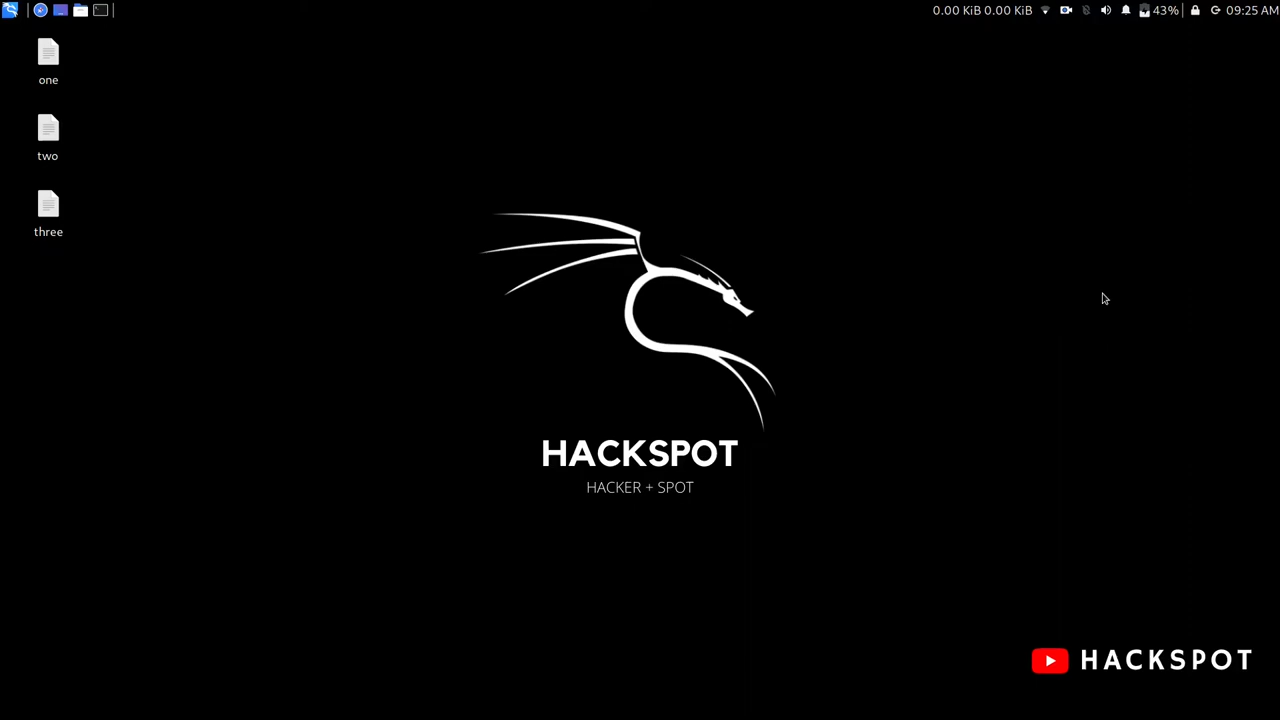 0.00 KiB 0.00 KiB 43% 09:25 AM
one
two
three
HACKSPOT
HACKER + SPOT
HACKSPOT